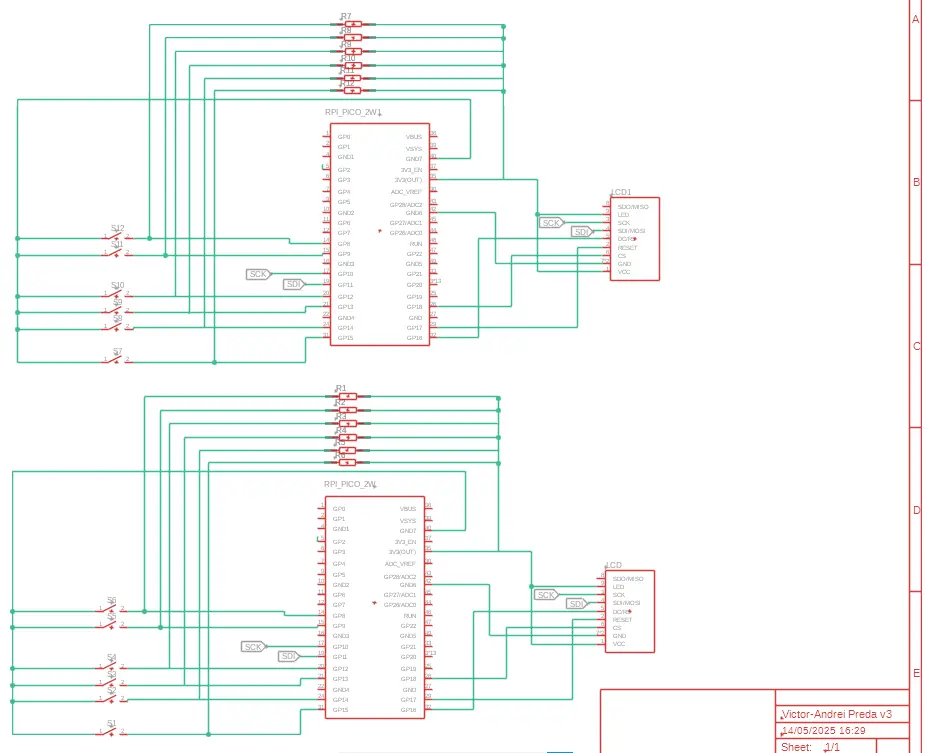 R7
R8
R9
R10
R11
R12
RPI_PICO_2W1
GP0
GP1
GND1
GP2
GP3
GP4
GP5
GND2
GP6
GP7
GP8
GP9
GND3
GP10
GP11
GP12
GP13
GND4
GP14
GP15
VBUS
VSYS
GND7
3V3_EN
3V3(OUT)
ADC_VREF
GP28/ADC2
GND6
GP27/ADC1
GP26/ADC0
RUN
GP22
GND5
GP21
GP20
GP19
GP18
GND
GP17
GP16
S12
S11
S10
S9
S8
S7
SCK
SDI
LCD1
SCK
SDI
SDO/MISO
LED
SCK
SDI/MOSI
DC/RS
RESET
CS
GND
VCC
A
B
C
R1
R2
R3
R4
R5
R6
RPI_PICO_2W
GP0
GP1
GND1
GP2
GP3
GP4
GP5
GND2
GP6
GP7
GP8
GP9
GND3
GP10
GP11
GP12
GP13
GND4
GP14
GP15
VBUS
VSYS
GND7
3V3_EN
3V3(OUT)
ADC_VREF
GP28/ADC2
GND6
GP27/ADC1
GP26/ADC0
RUN
GP22
GND5
GP21
GP20
GP19
GP18
GND
GP17
GP16
S6
S5
S4
S3
S2
S1
SCK
SDI
LCD
SCK
SDI
SDO/MISO
LED
SCK
SDI/MOSI
DC/RS
RESET
CS
GND
VCC
D
E
Victor-Andrei Preda v3
14/05/2025 16:29
Sheet: 1/1